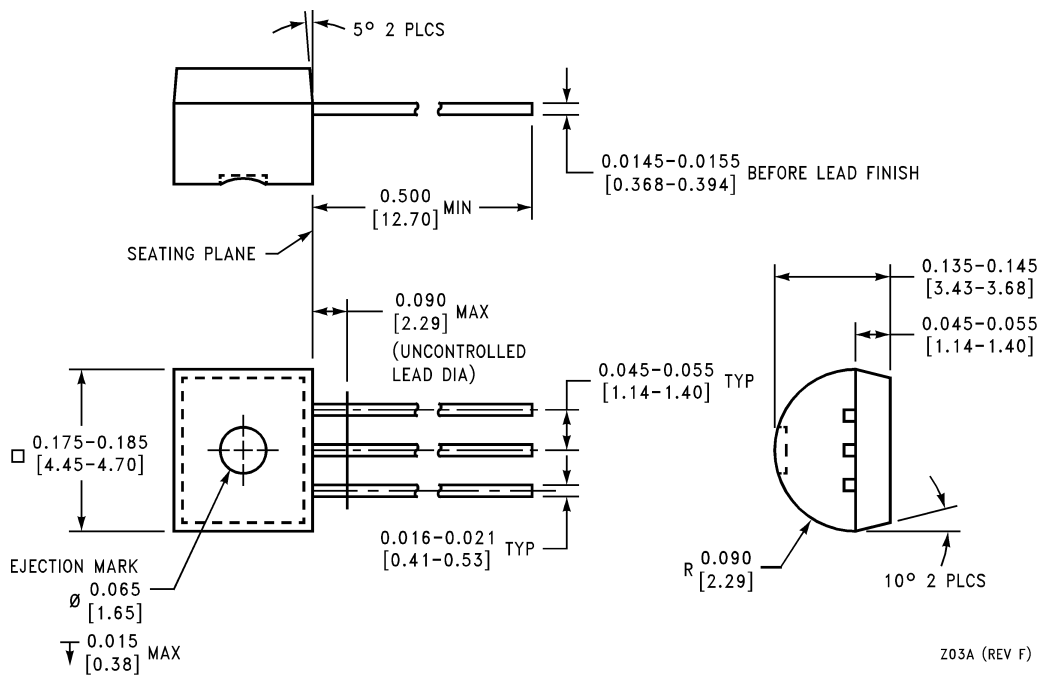 5° 2 PLCS
0.0145-0.0155
[0.368-0.394] BEFORE LEAD FINISH
0.500
[12.70] MIN
SEATING PLANE
0.135-0.145
[3.43-3.68]
0.090
[2.29] MAX
(UNCONTROLLED
LEAD DIA)
0.045-0.055
[1.14-1.40]
0.045-0.055
[1.14-1.40] TYP
0.175-0.185
[4.45-4.70]
0.016-0.021
[0.41-0.53] TYP
R 0.090
[2.29]
10° 2 PLCS
EJECTION MARK
Ø 0.065
[1.65]
0.015
[0.38] MAX
Z03A (REV F)